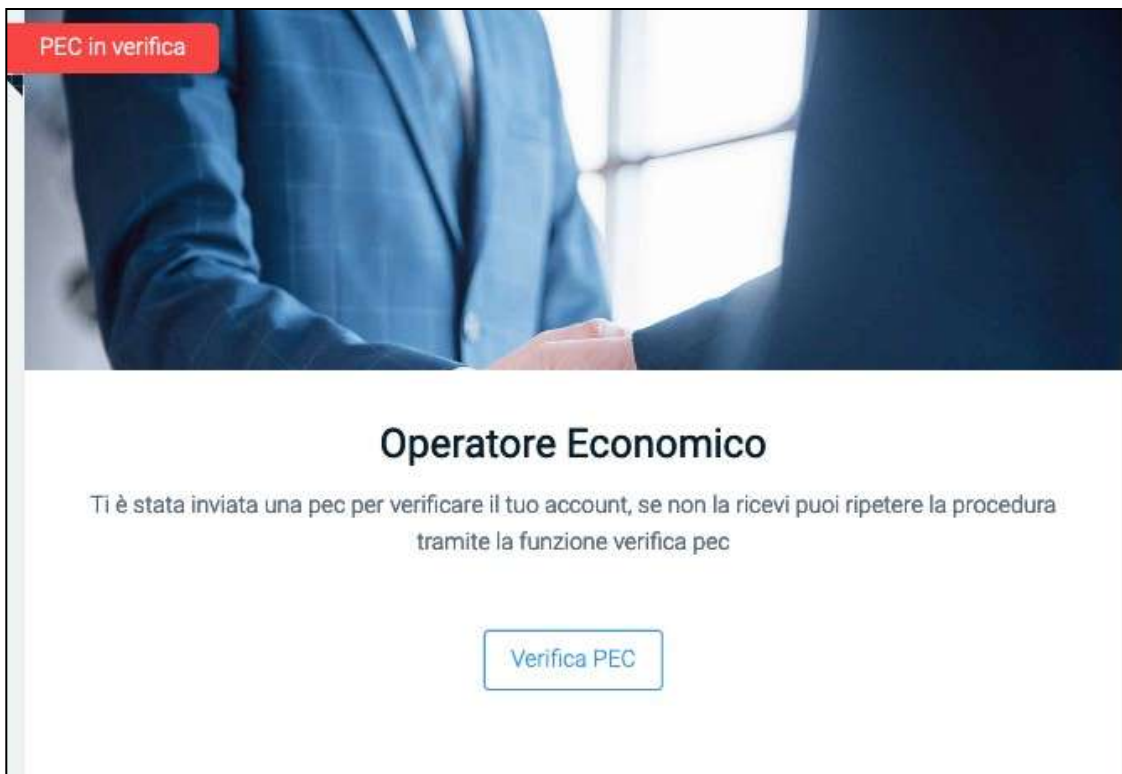 PEC in verifica
Operatore Economico
Ti è stata inviata una pec per verificare il tuo account, se non la ricevi puoi ripetere la procedura
tramite la funzione verifica pec
Verifica PEC